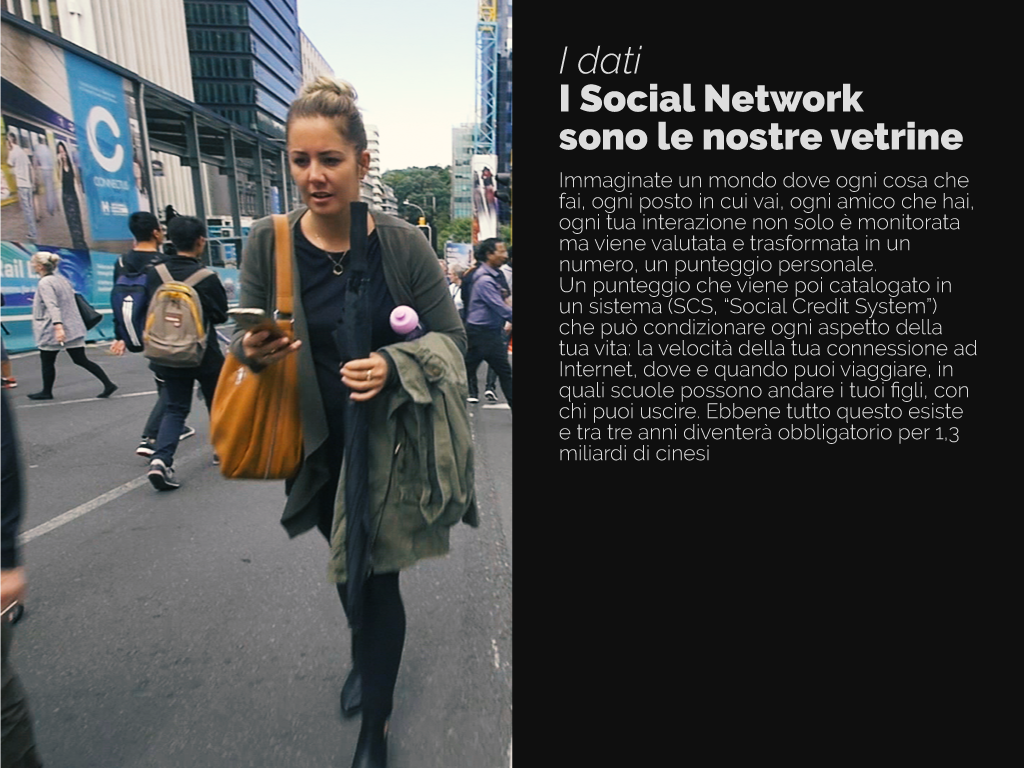 I dati
I Social Network
sono le nostre vetrine
Immaginate un mondo dove ogni cosa che
fai, ogni posto in cui vai, ogni amico che hai,
ogni tua interazione non solo è monitorata
ma viene valutata e trasformata in un
numero, un punteggio personale.
Un punteggio che viene poi catalogato in
un sistema (SCS, “Social Credit System”)
che può condizionare ogni aspetto della
tua vita: la velocità della tua connessione ad
Internet, dove e quando puoi viaggiare, in
quali scuole possono andare i tuoi figli, con
chi puoi uscire. Ebbene tutto questo esiste
e tra tre anni diventerà obbligatorio per 1,3
miliardi di cinesi